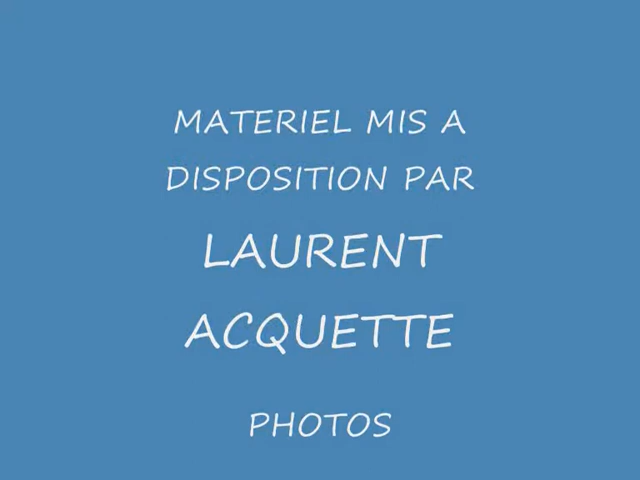 MATERIEL MIS A
DISPOSITION PAR
LAURENT
ACQUETTE
PHOTOS